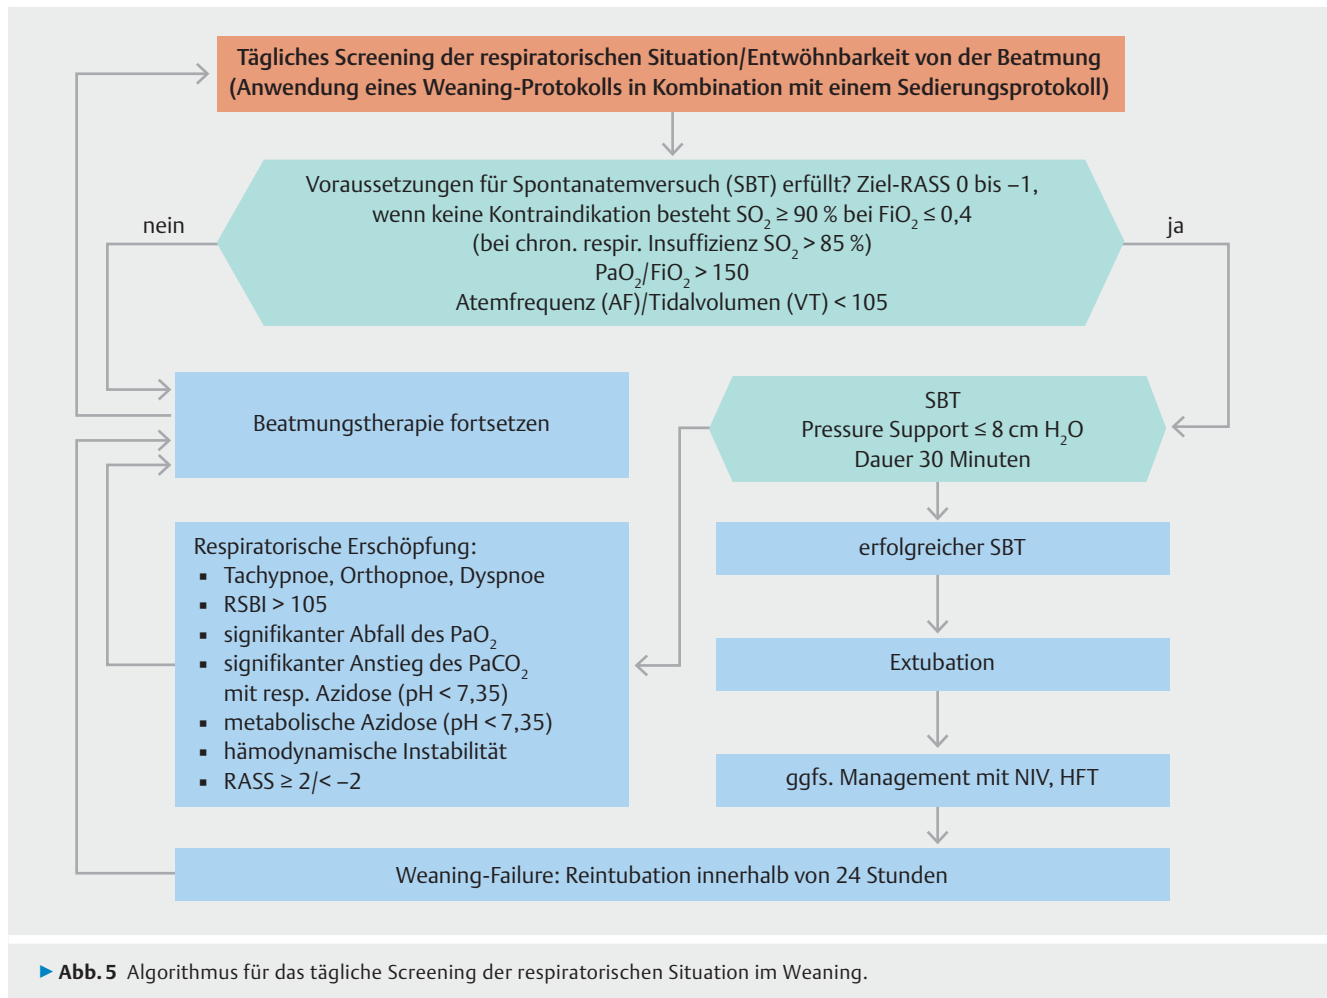 Tägliches Screening der respiratorischen Situation/Entwöhnbarkeit von der Beatmung
(Anwendung eines Weaning-Protokolls in Kombination mit einem Sedierungsprotokoll)
Voraussetzungen für Spontanatemversuch (SBT) erfüllt? Ziel-RASS 0 bis –1,
wenn keine Kontraindikation besteht SO₂ ≥ 90 % bei FiO₂ ≤ 0,4
(bei chron. respir. Insuffizienz SO₂ > 85 %)
PaO₂/FiO₂ > 150
Atemfrequenz (AF)/Tidalvolumen (VT) < 105
nein
ja
Beatmungstherapie fortsetzen
SBT
Pressure Support ≤ 8 cm H₂O
Dauer 30 Minuten
Respiratorische Erschöpfung:
▪ Tachypnoe, Orthopnoe, Dyspnoe
▪ RSBI > 105
▪ signifikanter Abfall des PaO₂
▪ signifikanter Anstieg des PaCO₂
mit resp. Azidose (pH < 7,35)
▪ metabolische Azidose (pH < 7,35)
▪ hämodynamische Instabilität
▪ RASS ≥ 2/< –2
erfolgreicher SBT
Extubation
ggfs. Management mit NIV, HFT
Weaning-Failure: Reintubation innerhalb von 24 Stunden
▶ Abb. 5 Algorithmus für das tägliche Screening der respiratorischen Situation im Weaning.